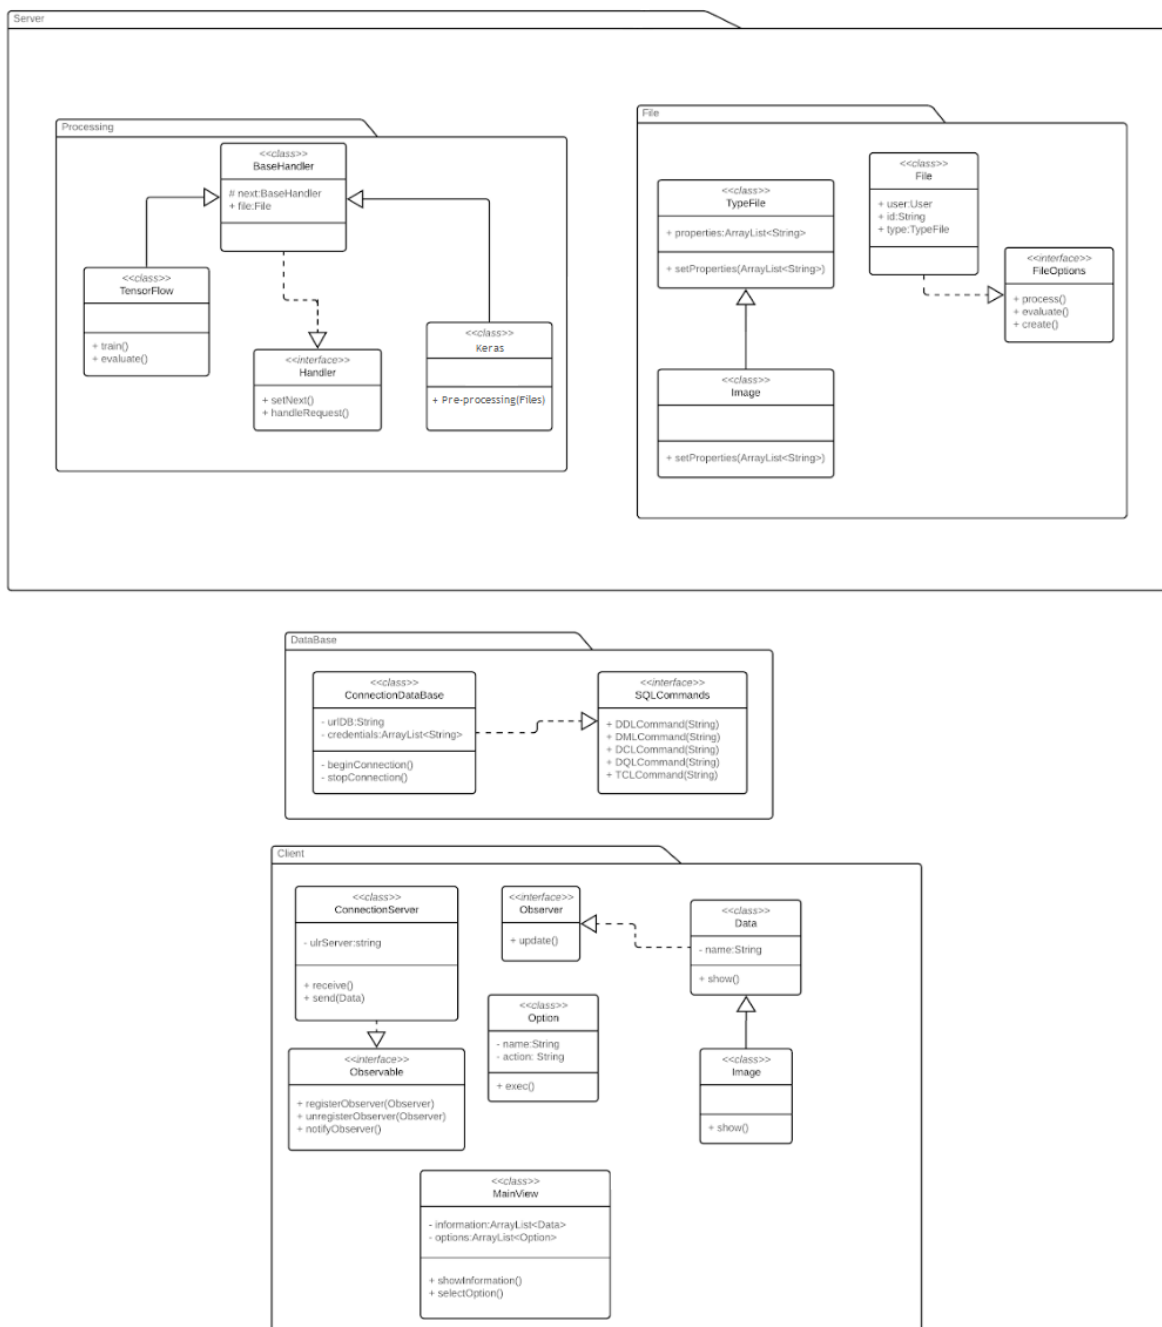 Server
Processing
<<class>>
BaseHandler
# next:BaseHandler
+ file:File
<<class>>
TensorFlow
+ train()
+ evaluate()
<<interface>>
Handler
+ setNext()
+ handleRequest()
<<class>>
Keras
+ Pre-processing(Files)
File
<<class>>
TypeFile
+ properties:ArrayList<String>
+ setProperties(ArrayList<String>)
<<class>>
File
+ user:User
+ id:String
+ type:TypeFile
<<interface>>
FileOptions
+ process()
+ evaluate()
+ create()
<<class>>
Image
+ setProperties(ArrayList<String>)
DataBase
<<class>>
ConnectionDataBase
- urlDB:String
- credentials:ArrayList<String>
- beginConnection()
- stopConnection()
<<interface>>
SQLCommands
+ DDLCommand(String)
+ DMLCommand(String)
+ DCLCommand(String)
+ DQLCommand(String)
+ TCLCommand(String)
Client
<<class>>
ConnectionServer
- ulrServer:string
+ receive()
+ send(Data)
<<interface>>
Observer
+ update()
<<class>>
Data
- name:String
+ show()
<<class>>
Option
- name:String
- action: String
+ exec()
<<interface>>
Observable
+ registerObserver(Observer)
+ unregisterObserver(Observer)
+ notifyObserver()
<<class>>
Image
+ show()
<<class>>
MainView
- information:ArrayList<Data>
- options:ArrayList<Option>
+ showInformation()
+ selectOption()